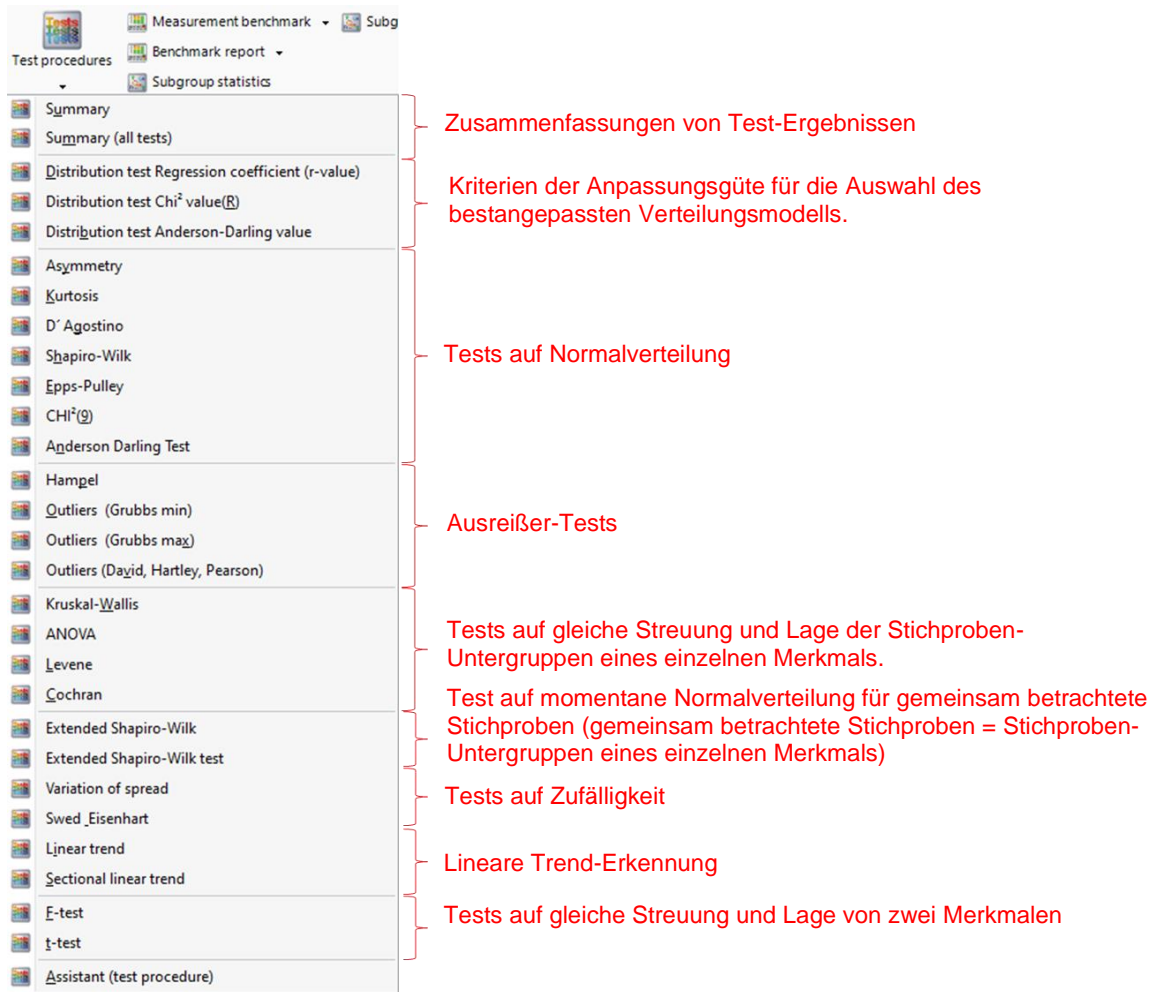 Tests
Tests
Tests
Test procedures
Measurement benchmark
Subg
Benchmark report
Subgroup statistics
Summary
Summary (all tests)
Zusammenfassungen von Test-Ergebnissen
Distribution test Regression coefficient (r-value)
Distribution test Chi² value(R)
Distribution test Anderson-Darling value
Kriterien der Anpassungsgüte für die Auswahl des
bestangepassten Verteilungsmodells.
Asymmetry
Kurtosis
D´ Agostino
Shapiro-Wilk
Epps-Pulley
CHI²(9)
Anderson Darling Test
Tests auf Normalverteilung
Hampel
Outliers (Grubbs min)
Outliers (Grubbs max)
Outliers (David, Hartley, Pearson)
Ausreißer-Tests
Kruskal-Wallis
ANOVA
Levene
Cochran
Tests auf gleiche Streuung und Lage der Stichproben-
Untergruppen eines einzelnen Merkmals.
Extended Shapiro-Wilk
Extended Shapiro-Wilk test
Test auf momentane Normalverteilung für gemeinsam betrachtete
Stichproben (gemeinsam betrachtete Stichproben = Stichproben-
Untergruppen eines einzelnen Merkmals)
Variation of spread
Swed_Eisenhart
Tests auf Zufälligkeit
Linear trend
Sectional linear trend
Lineare Trend-Erkennung
F-test
t-test
Tests auf gleiche Streuung und Lage von zwei Merkmalen
Assistant (test procedure)